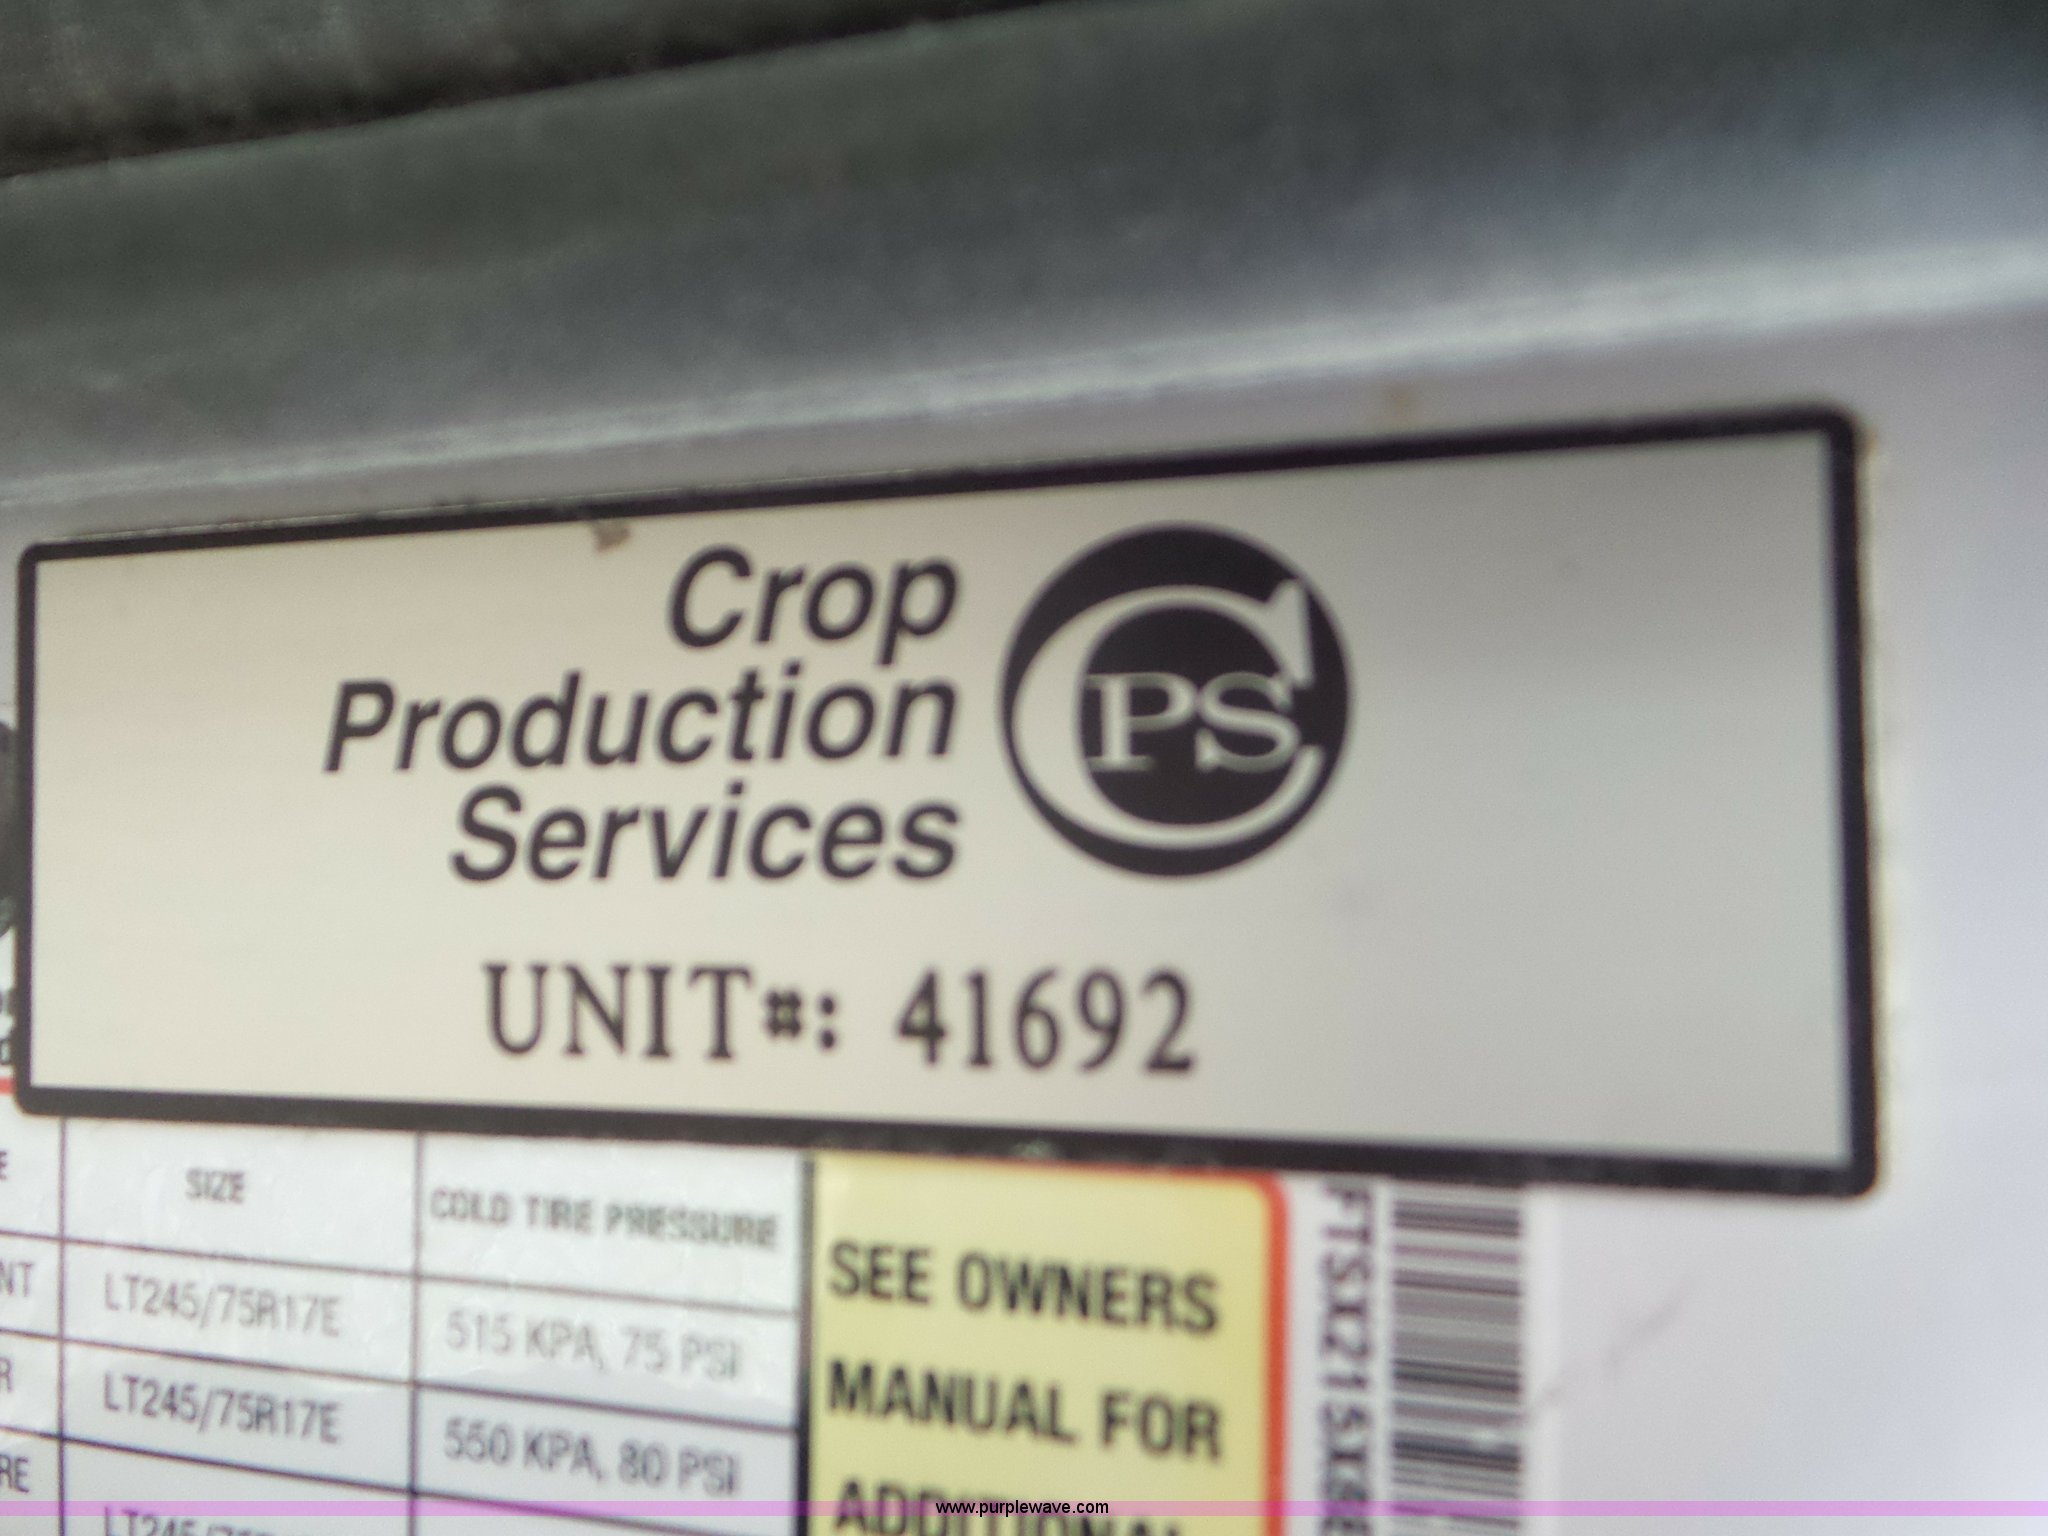 Crop
Production
Services
CPS
UNIT#: 41692
SIZE
COLD TIRE PRESSURE
LT245/75R17E
515 KPA, 75 PSI
LT245/75R17E
550 KPA, 80 PSI
SEE OWNERS
MANUAL FOR
ADDITIONAL
www.purplewave.com